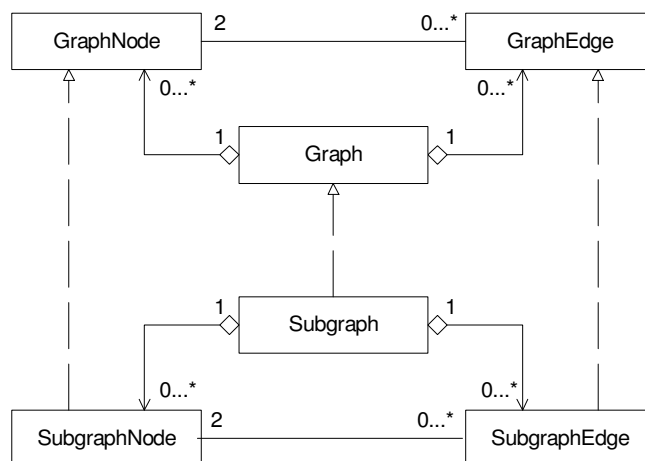 2 0...*
GraphNode GraphEdge
0...* 0...*
1 1
Graph
1 1
Subgraph
0...* 0...*
2 0...*
SubgraphNode SubgraphEdge